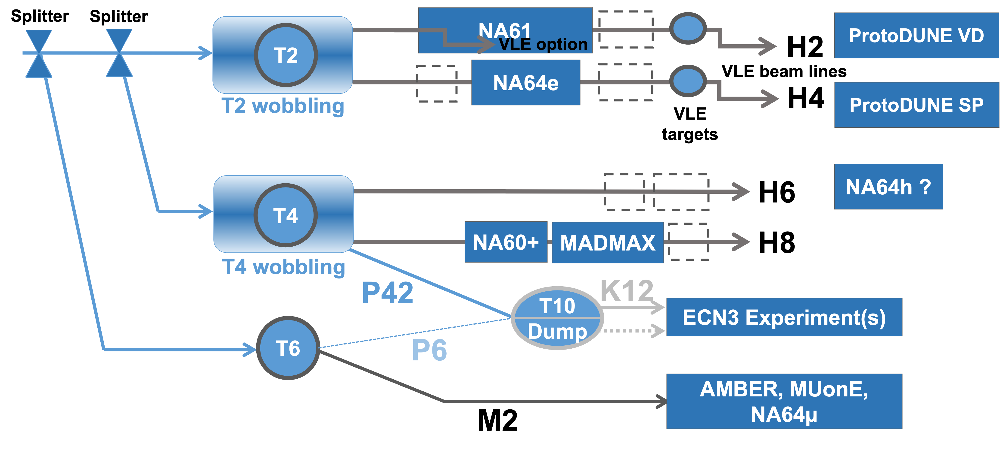 Splitter
Splitter
T2
T2 wobbling
NA61
VLE option
H2
ProtoDUNE VD
NA64e
VLE beam lines
H4
ProtoDUNE SP
VLE
targets
T4
T4 wobbling
H6
NA64h ?
NA60+
MADMAX
H8
P42
K12
T10
Dump
ECN3 Experiment(s)
T6
P6
M2
AMBER, MUonE,
NA64µ